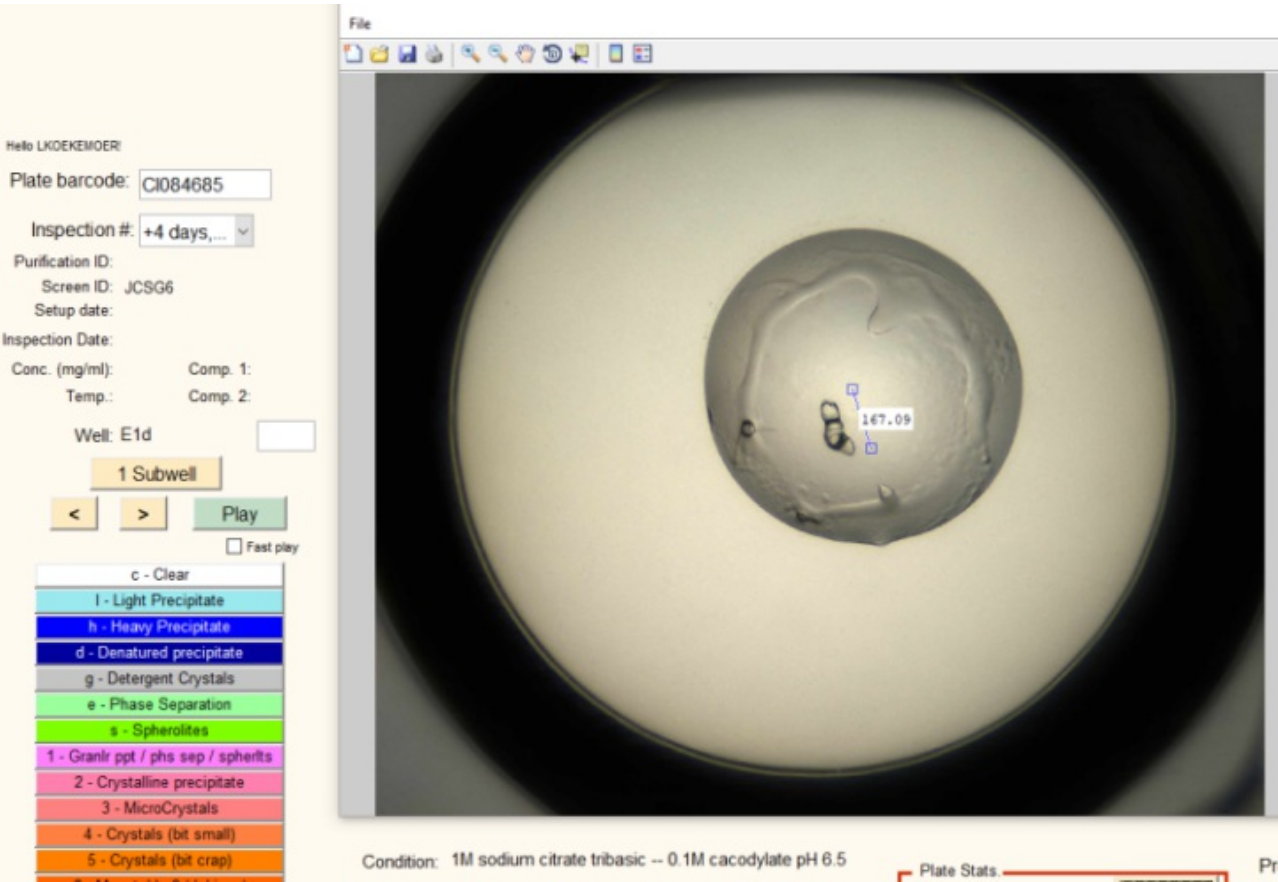 File
Hello LKOEKEMOER!
Plate barcode: CI084685
Inspection #: +4 days,...
Purification ID:
Screen ID: JCSG6
Setup date:
Inspection Date:
Conc. (mg/ml): Comp. 1:
Temp.: Comp. 2:
Well: E1d
1 Subwell
< > Play
Fast play
c - Clear
l - Light Precipitate
h - Heavy Precipitate
d - Denatured precipitate
g - Detergent Crystals
e - Phase Separation
s - Spherolites
1 - Granlr ppt / phs sep / spherlts
2 - Crystalline precipitate
3 - MicroCrystals
4 - Crystals (bit small)
5 - Crystals (bit crap)
167.09
Condition: 1M sodium citrate tribasic -- 0.1M cacodylate pH 6.5
Plate Stats.
Pr